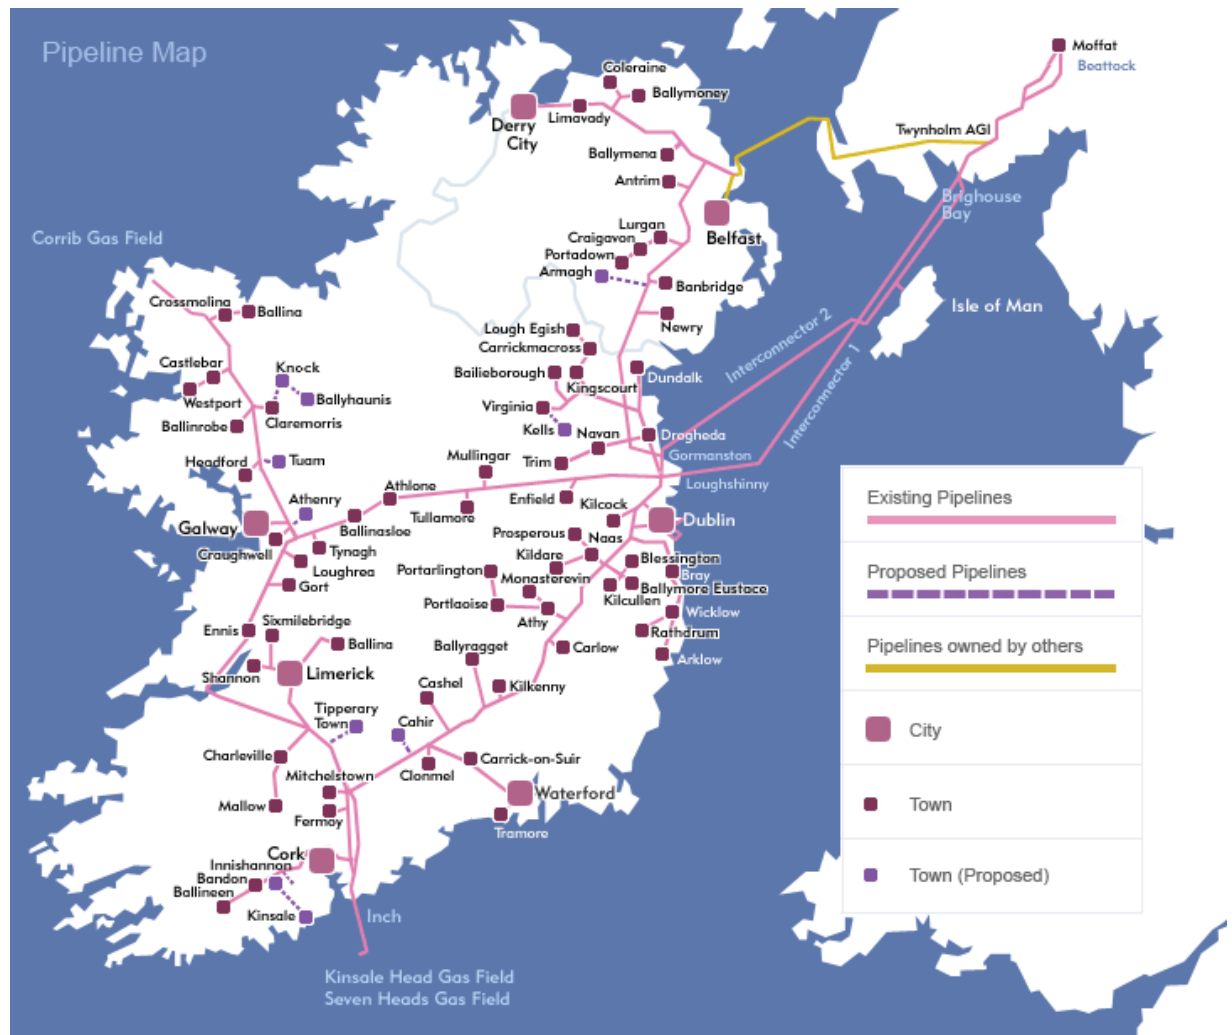 Pipeline Map
Moffat
Beattock
Coleraine
Ballymoney
Limavady
Derry
City
Twynholm AGI
Ballymena
Antrim
Brighouse
Bay
Lurgan
Belfast
Craigavon
Portadown
Armagh
Banbridge
Corrib Gas Field
Isle of Man
Crossmolina
Ballina
Newry
Lough Egish
Carrickmacross
Interconnector 2
Interconnector 1
Castlebar
Knock
Bailieborough
Kingscourt
Dundalk
Westport
Ballyhaunis
Virginia
Ballinrobe
Claremorris
Kells
Navan
Drogheda
Gormanston
Headford
Tuam
Mullingar
Trim
Loughshinny
Athlone
Enfield
Athenry
Tullamore
Kilcock
Galway
Ballinasloe
Dublin
Prosperous
Naas
Craughwell
Tynagh
Kildare
Blessington
Loughrea
Portarlington
Monasterevin
Bray
Gort
Ballymore Eustace
Kilcullen
Portlaoise
Athy
Wicklow
Ennis
Sixmilebridge
Rathdrum
Ballina
Ballyragget
Carlow
Arklow
Shannon
Limerick
Cashel
Kilkenny
Tipperary
Town
Cahir
Charleville
Mitchelstown
Clonmel
Carrick-on-Suir
Mallow
Fermoy
Waterford
Tramore
Cork
Innishannon
Bandon
Ballineen
Kinsale
Inch
Kinsale Head Gas Field
Seven Heads Gas Field
Existing Pipelines
Proposed Pipelines
Pipelines owned by others
City
Town
Town (Proposed)